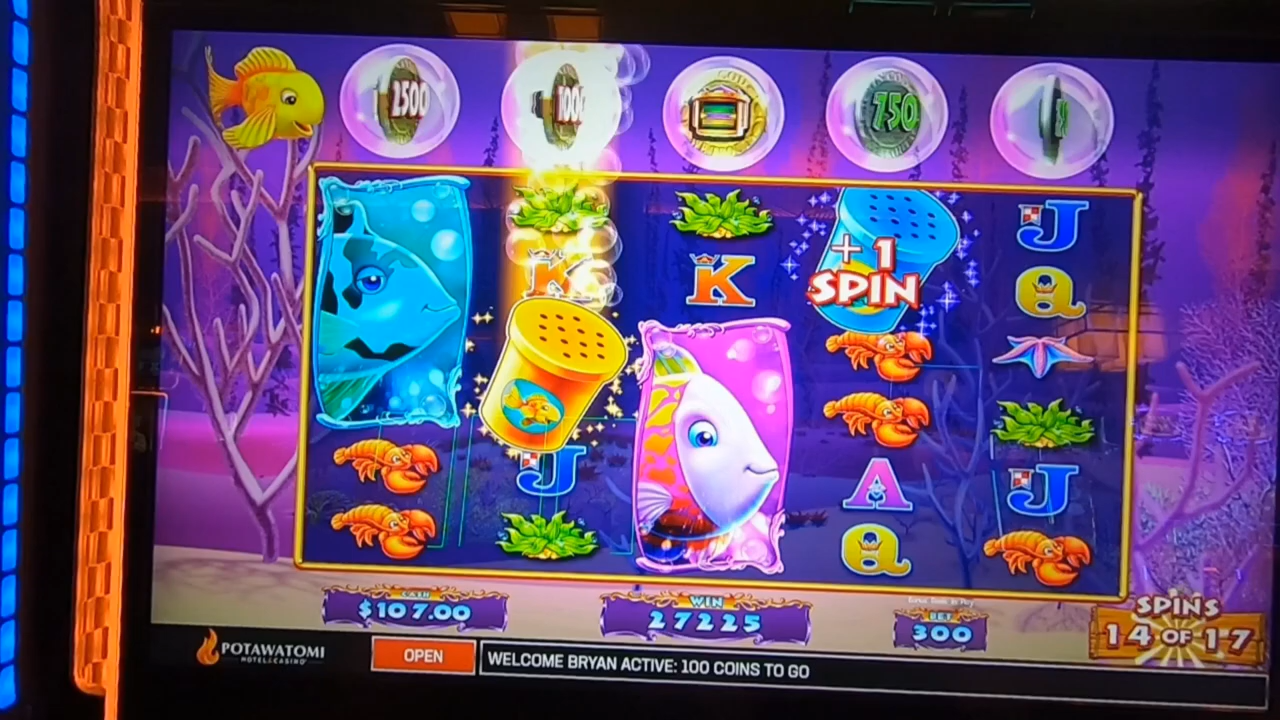 2500
100
750
J
K
K
+1
SPIN
Q
J
A
J
Q
CASH
$107.00
WIN
27225
BET
300
SPINS
14 OF 17
POTAWATOMI
HOTEL & CASINO
OPEN
WELCOME BRYAN ACTIVE: 100 COINS TO GO